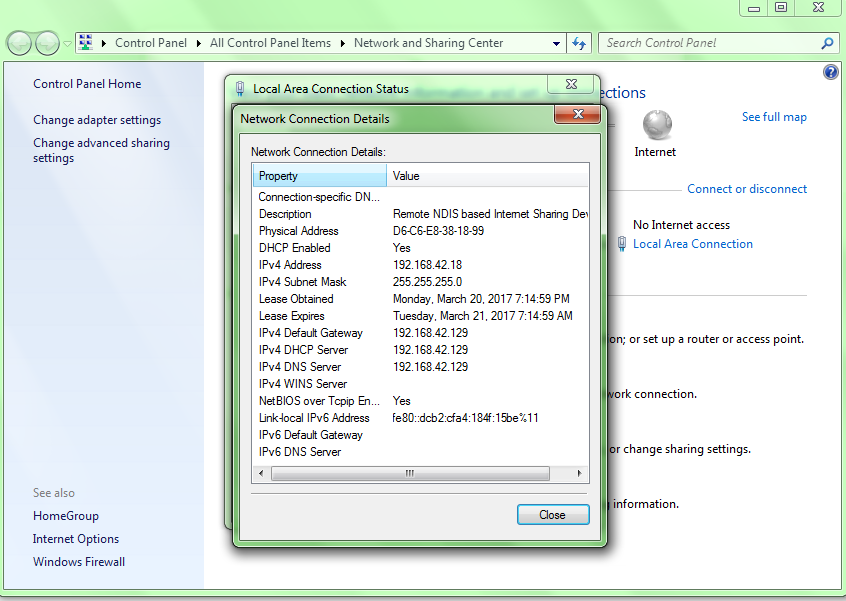 Control Panel
All Control Panel Items
Network and Sharing Center
Search Control Panel
Control Panel Home
Change adapter settings
Change advanced sharing
settings
See also
HomeGroup
Internet Options
Windows Firewall
Local Area Connection Status
Network Connection Details
Network Connection Details:
Property Value
Connection-specific DN...
Description Remote NDIS based Internet Sharing Dev
Physical Address D6-C6-E8-38-18-99
DHCP Enabled Yes
IPv4 Address 192.168.42.18
IPv4 Subnet Mask 255.255.255.0
Lease Obtained Monday, March 20, 2017 7:14:59 PM
Lease Expires Tuesday, March 21, 2017 7:14:59 AM
IPv4 Default Gateway 192.168.42.129
IPv4 DHCP Server 192.168.42.129
IPv4 DNS Server 192.168.42.129
IPv4 WINS Server
NetBIOS over Tcpip En... Yes
Link-local IPv6 Address fe80::dcb2:cfa4:184f:15be%11
IPv6 Default Gateway
IPv6 DNS Server
Close
ections
See full map
Internet
Connect or disconnect
No Internet access
Local Area Connection
on; or set up a router or access point.
work connection.
or change sharing settings.
information.